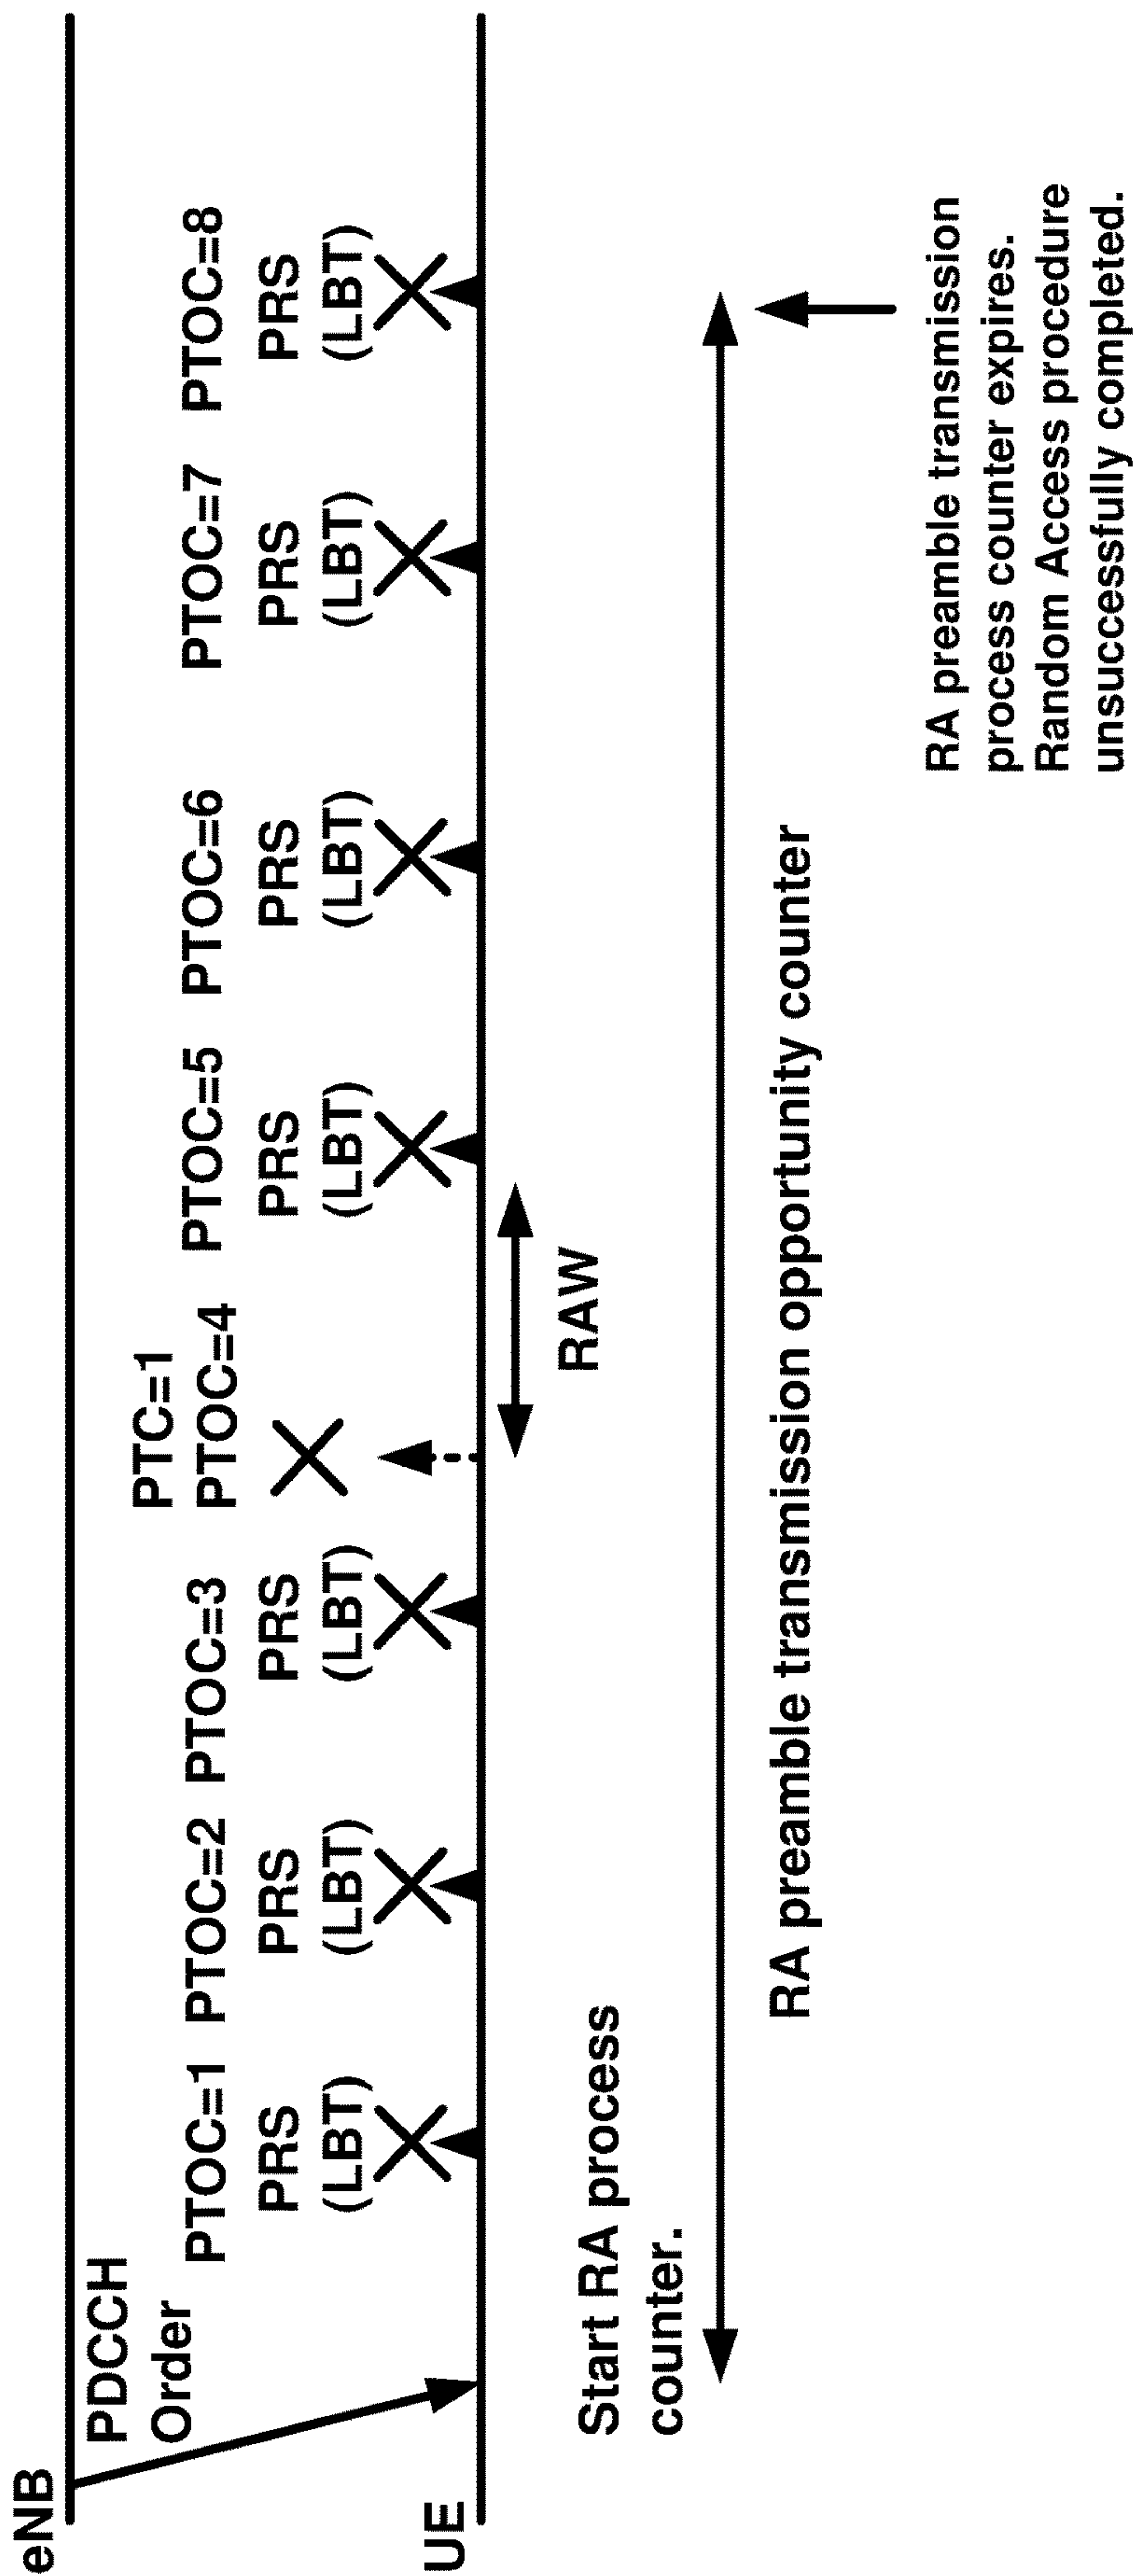 eNB
PDCCH
Order
PTOC=1
PRS
(LBT)
PTOC=2
PRS
(LBT)
PTOC=3
PRS
(LBT)
PTC=1
PTOC=4
PTOC=5
PRS
(LBT)
PTOC=6
PRS
(LBT)
PTOC=7
PRS
(LBT)
PTOC=8
PRS
(LBT)
UE
RAW
Start RA process
counter.
RA preamble transmission opportunity counter
RA preamble transmission
process counter expires.
Random Access procedure
unsuccessfully completed.